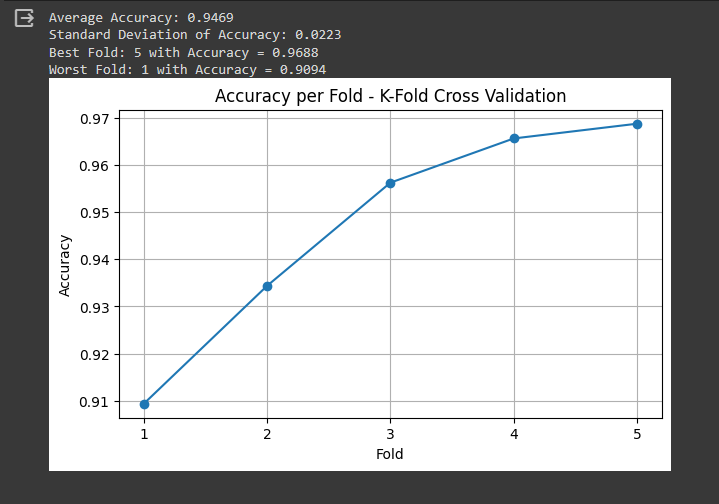 Average Accuracy: 0.9469
Standard Deviation of Accuracy: 0.0223
Best Fold: 5 with Accuracy = 0.9688
Worst Fold: 1 with Accuracy = 0.9094
Accuracy per Fold - K-Fold Cross Validation
0.97
0.96
0.95
0.94
0.93
0.92
0.91
Accuracy
1 2 3 4 5
Fold